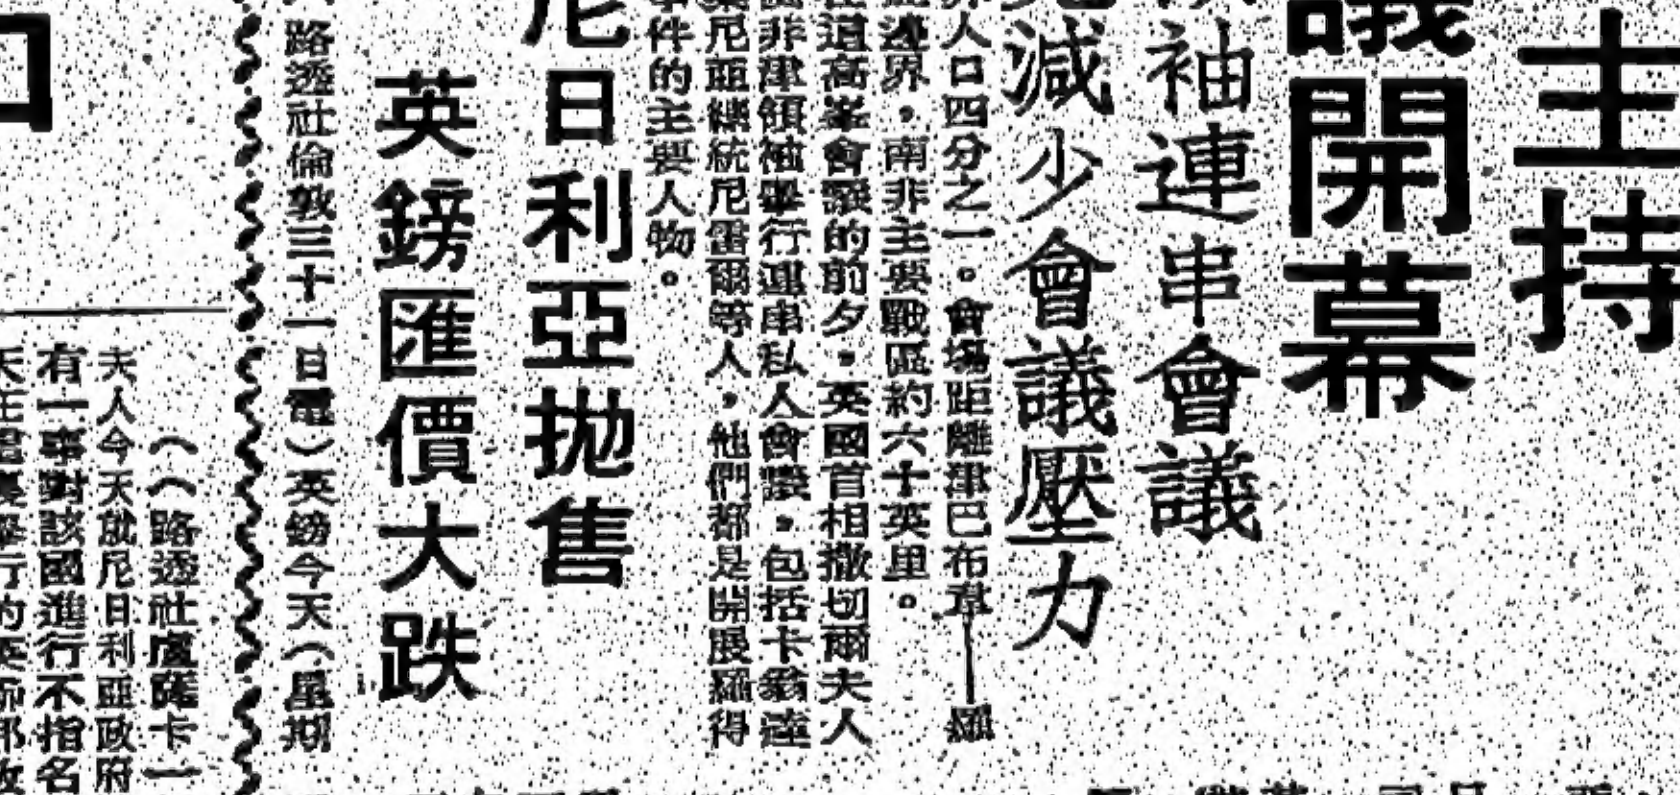 主持
開幕
袖連串會議
減少會議壓力
人口四分之一。會場距離津巴布韋——羅
邊界,南非主要戰區約六十英里。
在這高峯會議的前夕,英國首相撒切爾夫人
非津領袖舉行連串私人會議,包括卡翁達
尼亞總統尼雷爾等人,他們都是開展羅得
事件的主要人物。
尼日利亞拋售
英鎊匯價大跌
路透社倫敦三十一日電)英鎊今天(星期
(路透社盧薩卡一
夫人今天就尼日利亞政府
有一事對該國進行不指名